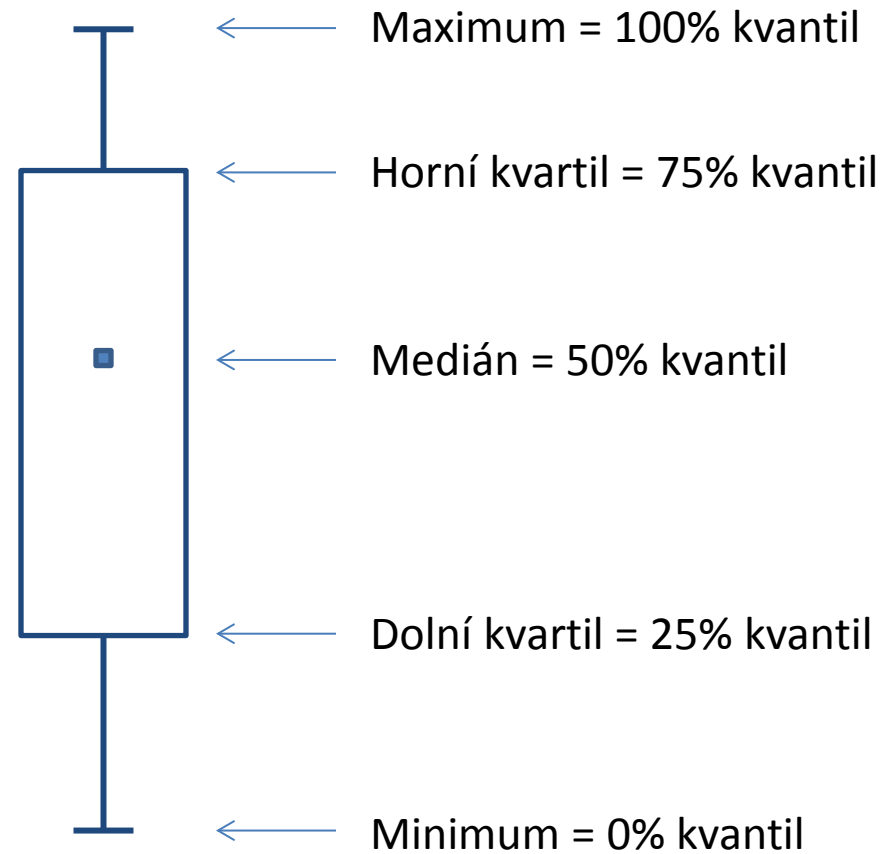 Maximum = 100% kvantil
Horní kvartil = 75% kvantil
Medián = 50% kvantil
Dolní kvartil = 25% kvantil
Minimum = 0% kvantil